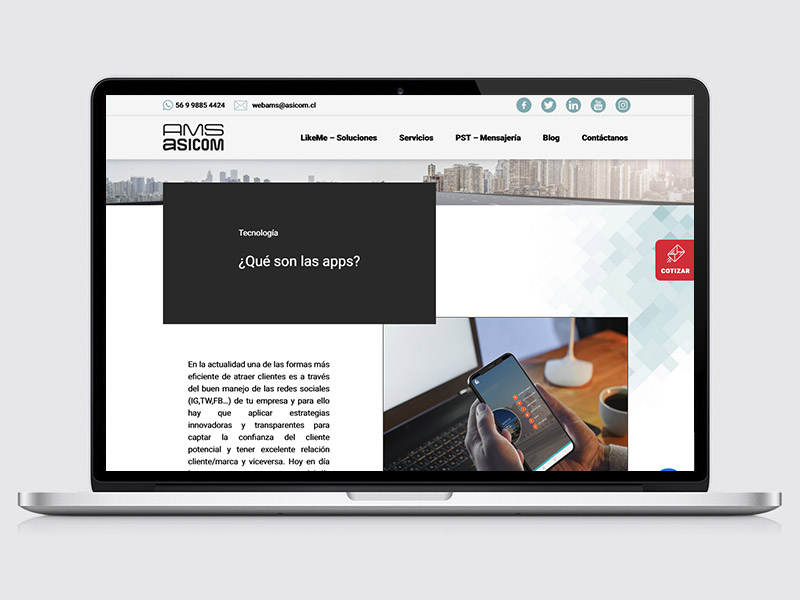 56 9 9885 4424 webams@asicom.cl
AMS
asicom
LikeMe – Soluciones Servicios PST – Mensajería Blog Contáctanos
Tecnología
¿Qué son las apps?
COTIZAR
En la actualidad una de las formas más
eficiente de atraer clientes es a través
del buen manejo de las redes sociales
(IG,TW,FB...) de tu empresa y para ello
hay que aplicar estrategias
innovadoras y transparentes para
captar la confianza del cliente
potencial y tener excelente relación
cliente/marca y viceversa. Hoy en día